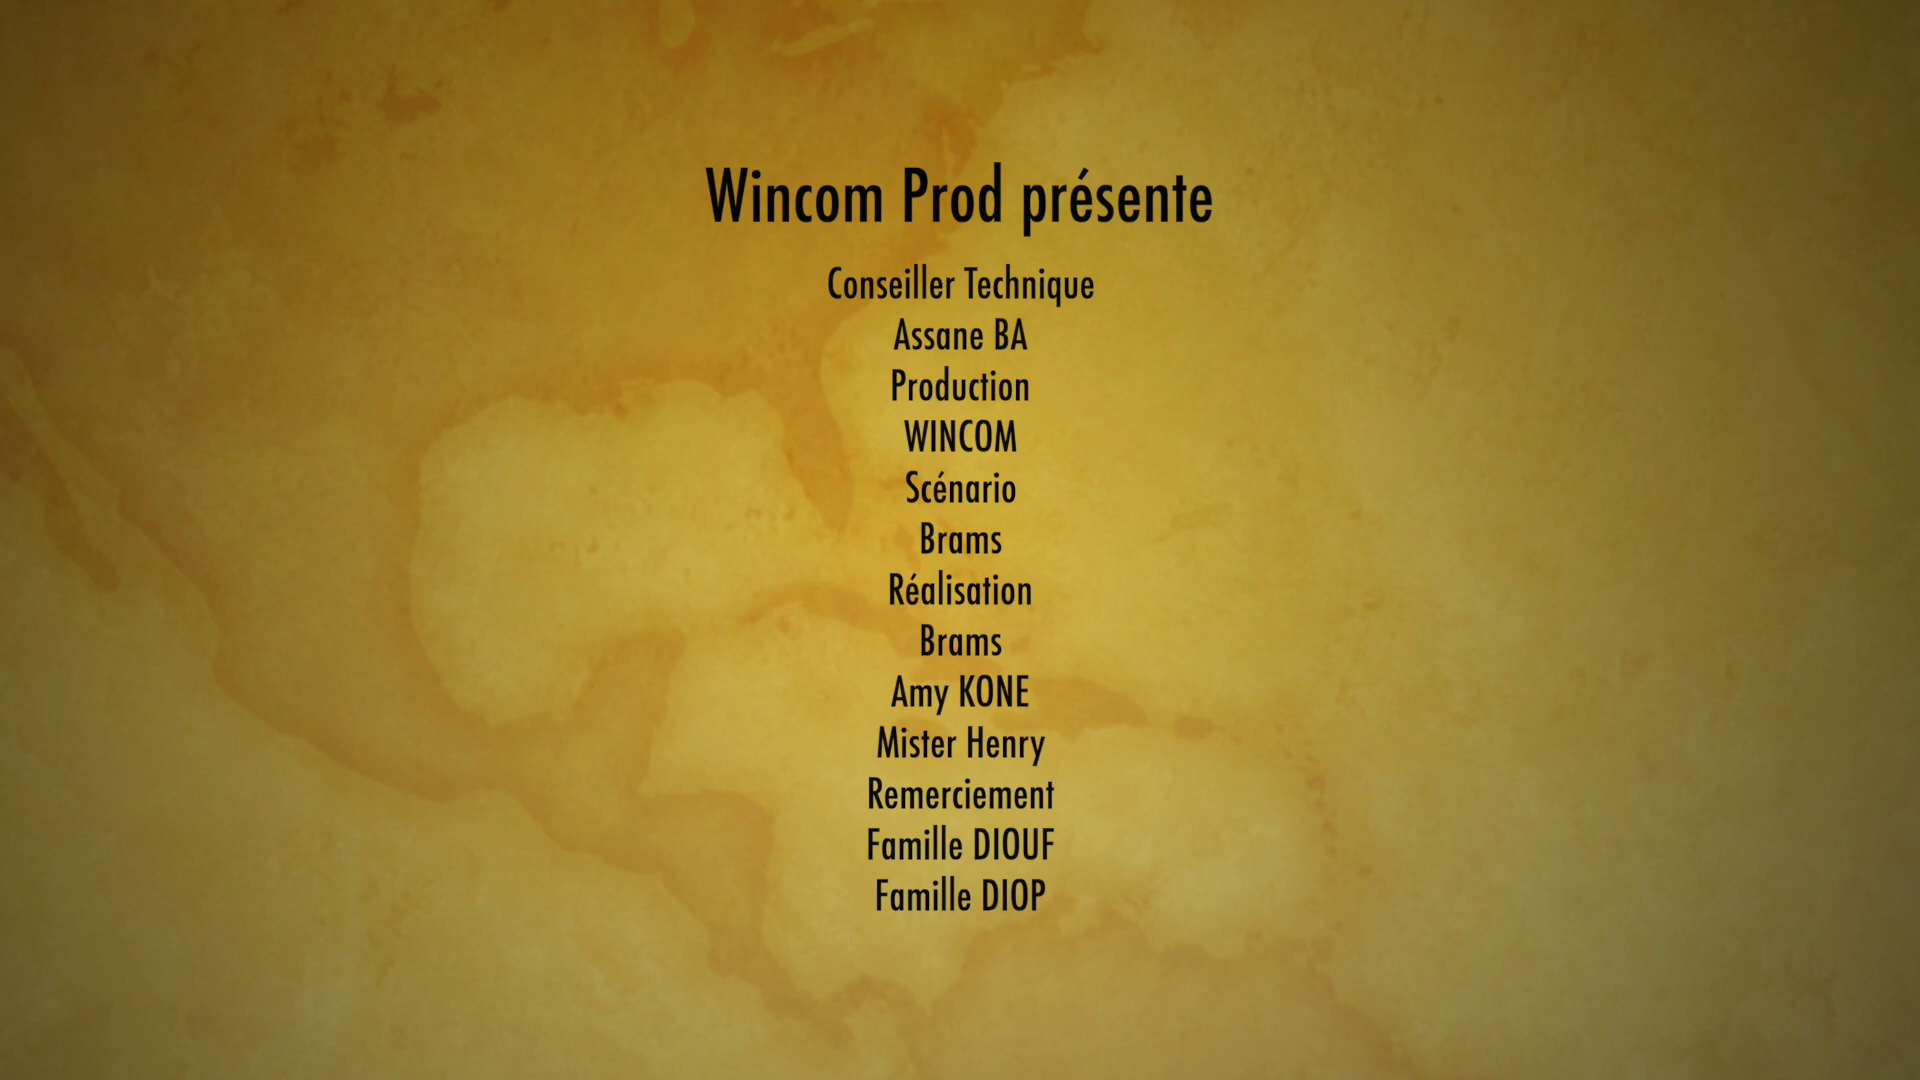 Wincom Prod présente
Conseiller Technique
Assane BA
Production
WINCOM
Scénario
Brams
Réalisation
Brams
Amy KONE
Mister Henry
Remerciement
Famille DIOUF
Famille DIOP